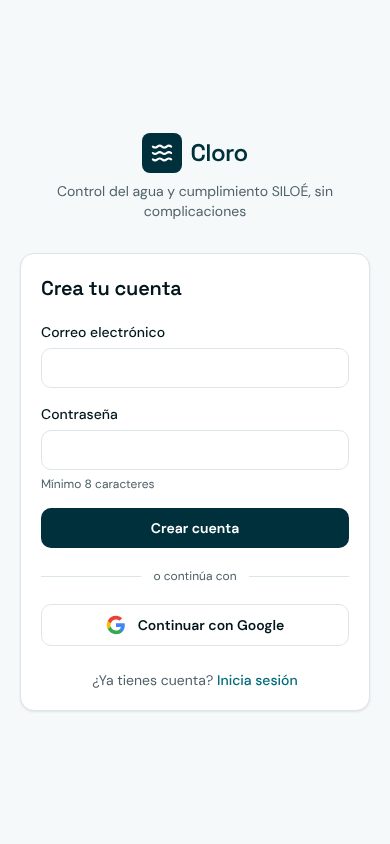 Cloro
Control del agua y cumplimiento SILOÉ, sin
complicaciones
Crea tu cuenta
Correo electrónico
Contraseña
Mínimo 8 caracteres
Crear cuenta
o continúa con
Continuar con Google
¿Ya tienes cuenta? Inicia sesión